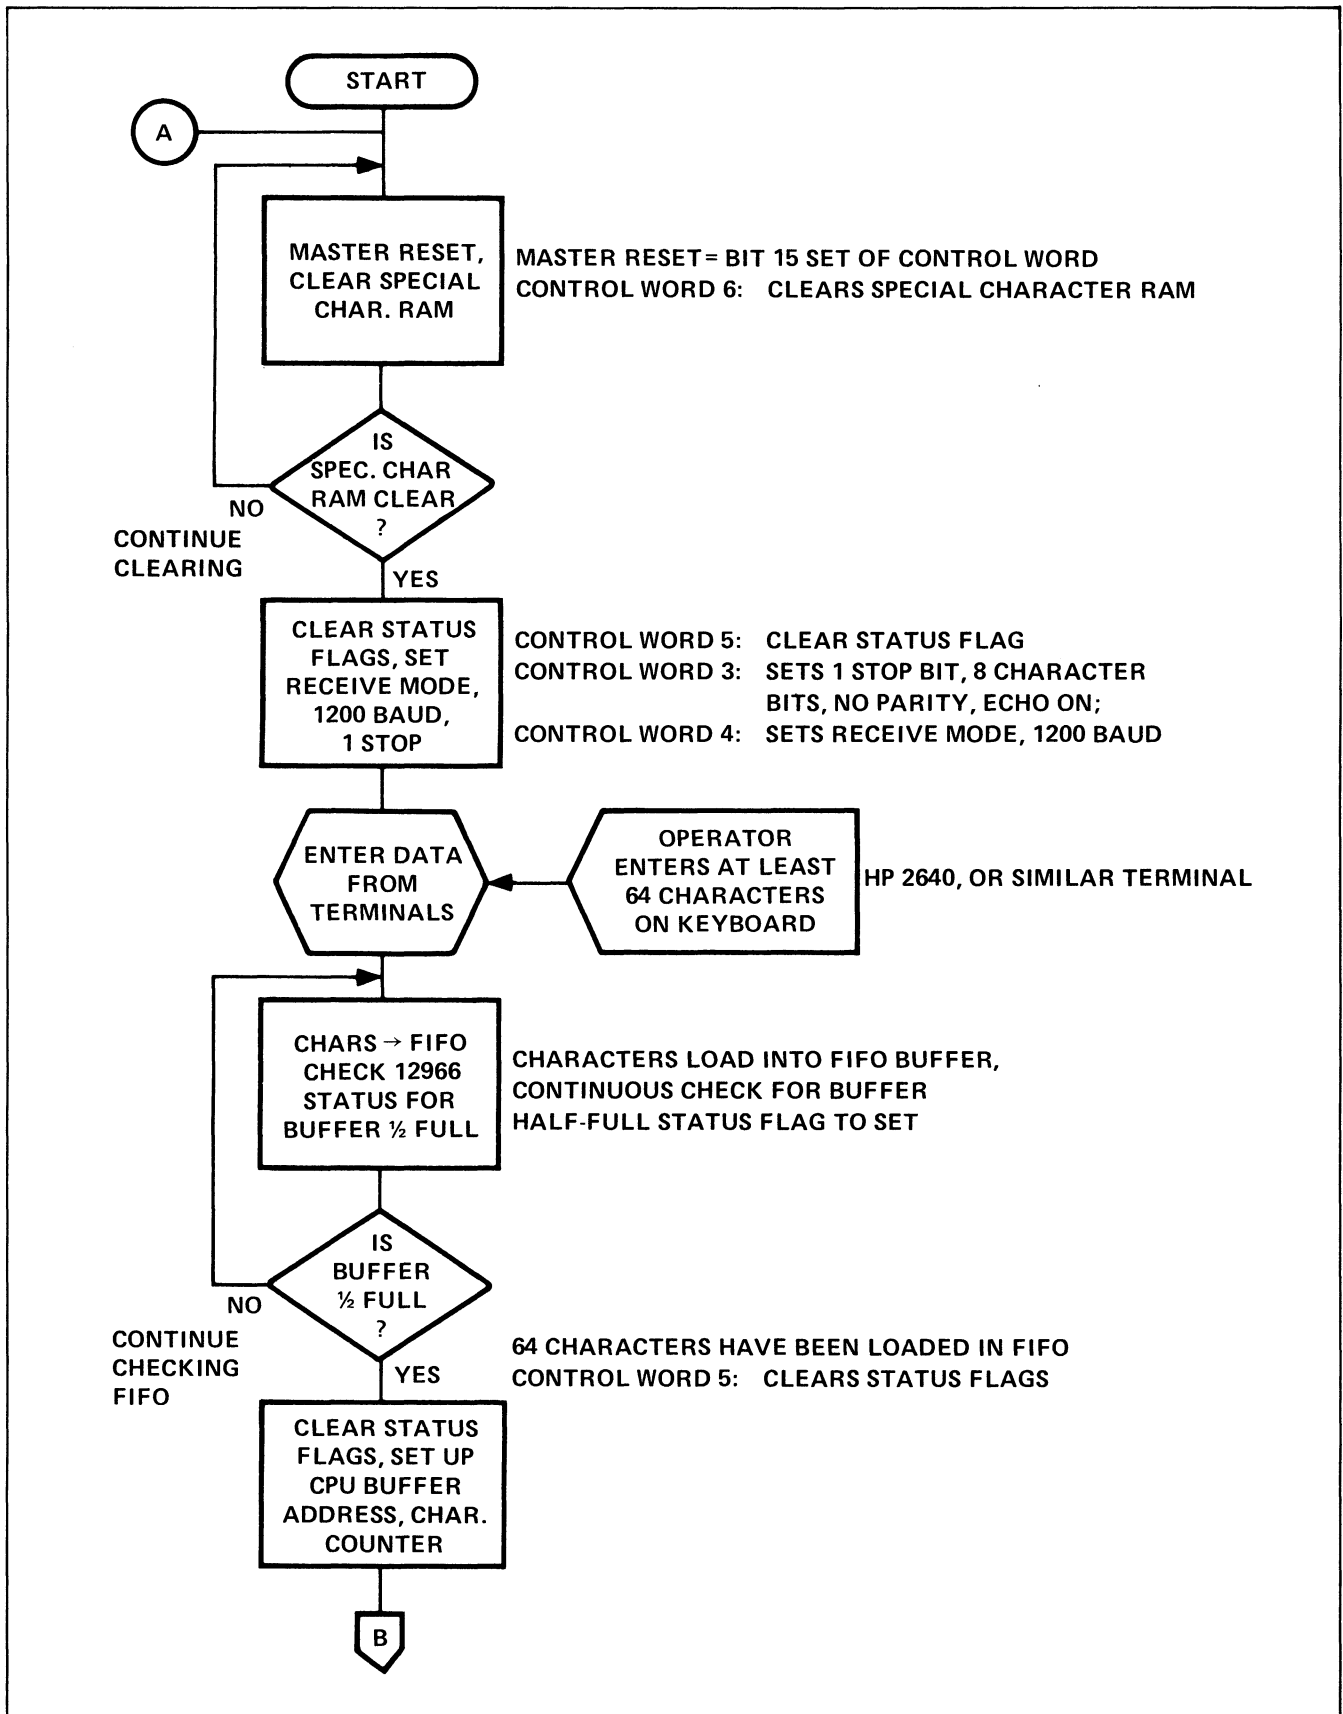 START
A
MASTER RESET,
CLEAR SPECIAL
CHAR. RAM
MASTER RESET = BIT 15 SET OF CONTROL WORD
CONTROL WORD 6: CLEARS SPECIAL CHARACTER RAM
IS
SPEC. CHAR
RAM CLEAR
?
NO
CONTINUE
CLEARING
YES
CLEAR STATUS
FLAGS, SET
RECEIVE MODE,
1200 BAUD,
1 STOP
CONTROL WORD 5: CLEAR STATUS FLAG
CONTROL WORD 3: SETS 1 STOP BIT, 8 CHARACTER
BITS, NO PARITY, ECHO ON;
CONTROL WORD 4: SETS RECEIVE MODE, 1200 BAUD
ENTER DATA
FROM
TERMINALS
OPERATOR
ENTERS AT LEAST
64 CHARACTERS
ON KEYBOARD
HP 2640, OR SIMILAR TERMINAL
CHARS → FIFO
CHECK 12966
STATUS FOR
BUFFER ½ FULL
CHARACTERS LOAD INTO FIFO BUFFER,
CONTINUOUS CHECK FOR BUFFER
HALF-FULL STATUS FLAG TO SET
IS
BUFFER
½ FULL
?
NO
CONTINUE
CHECKING
FIFO
YES
64 CHARACTERS HAVE BEEN LOADED IN FIFO
CONTROL WORD 5: CLEARS STATUS FLAGS
CLEAR STATUS
FLAGS, SET UP
CPU BUFFER
ADDRESS, CHAR.
COUNTER
B